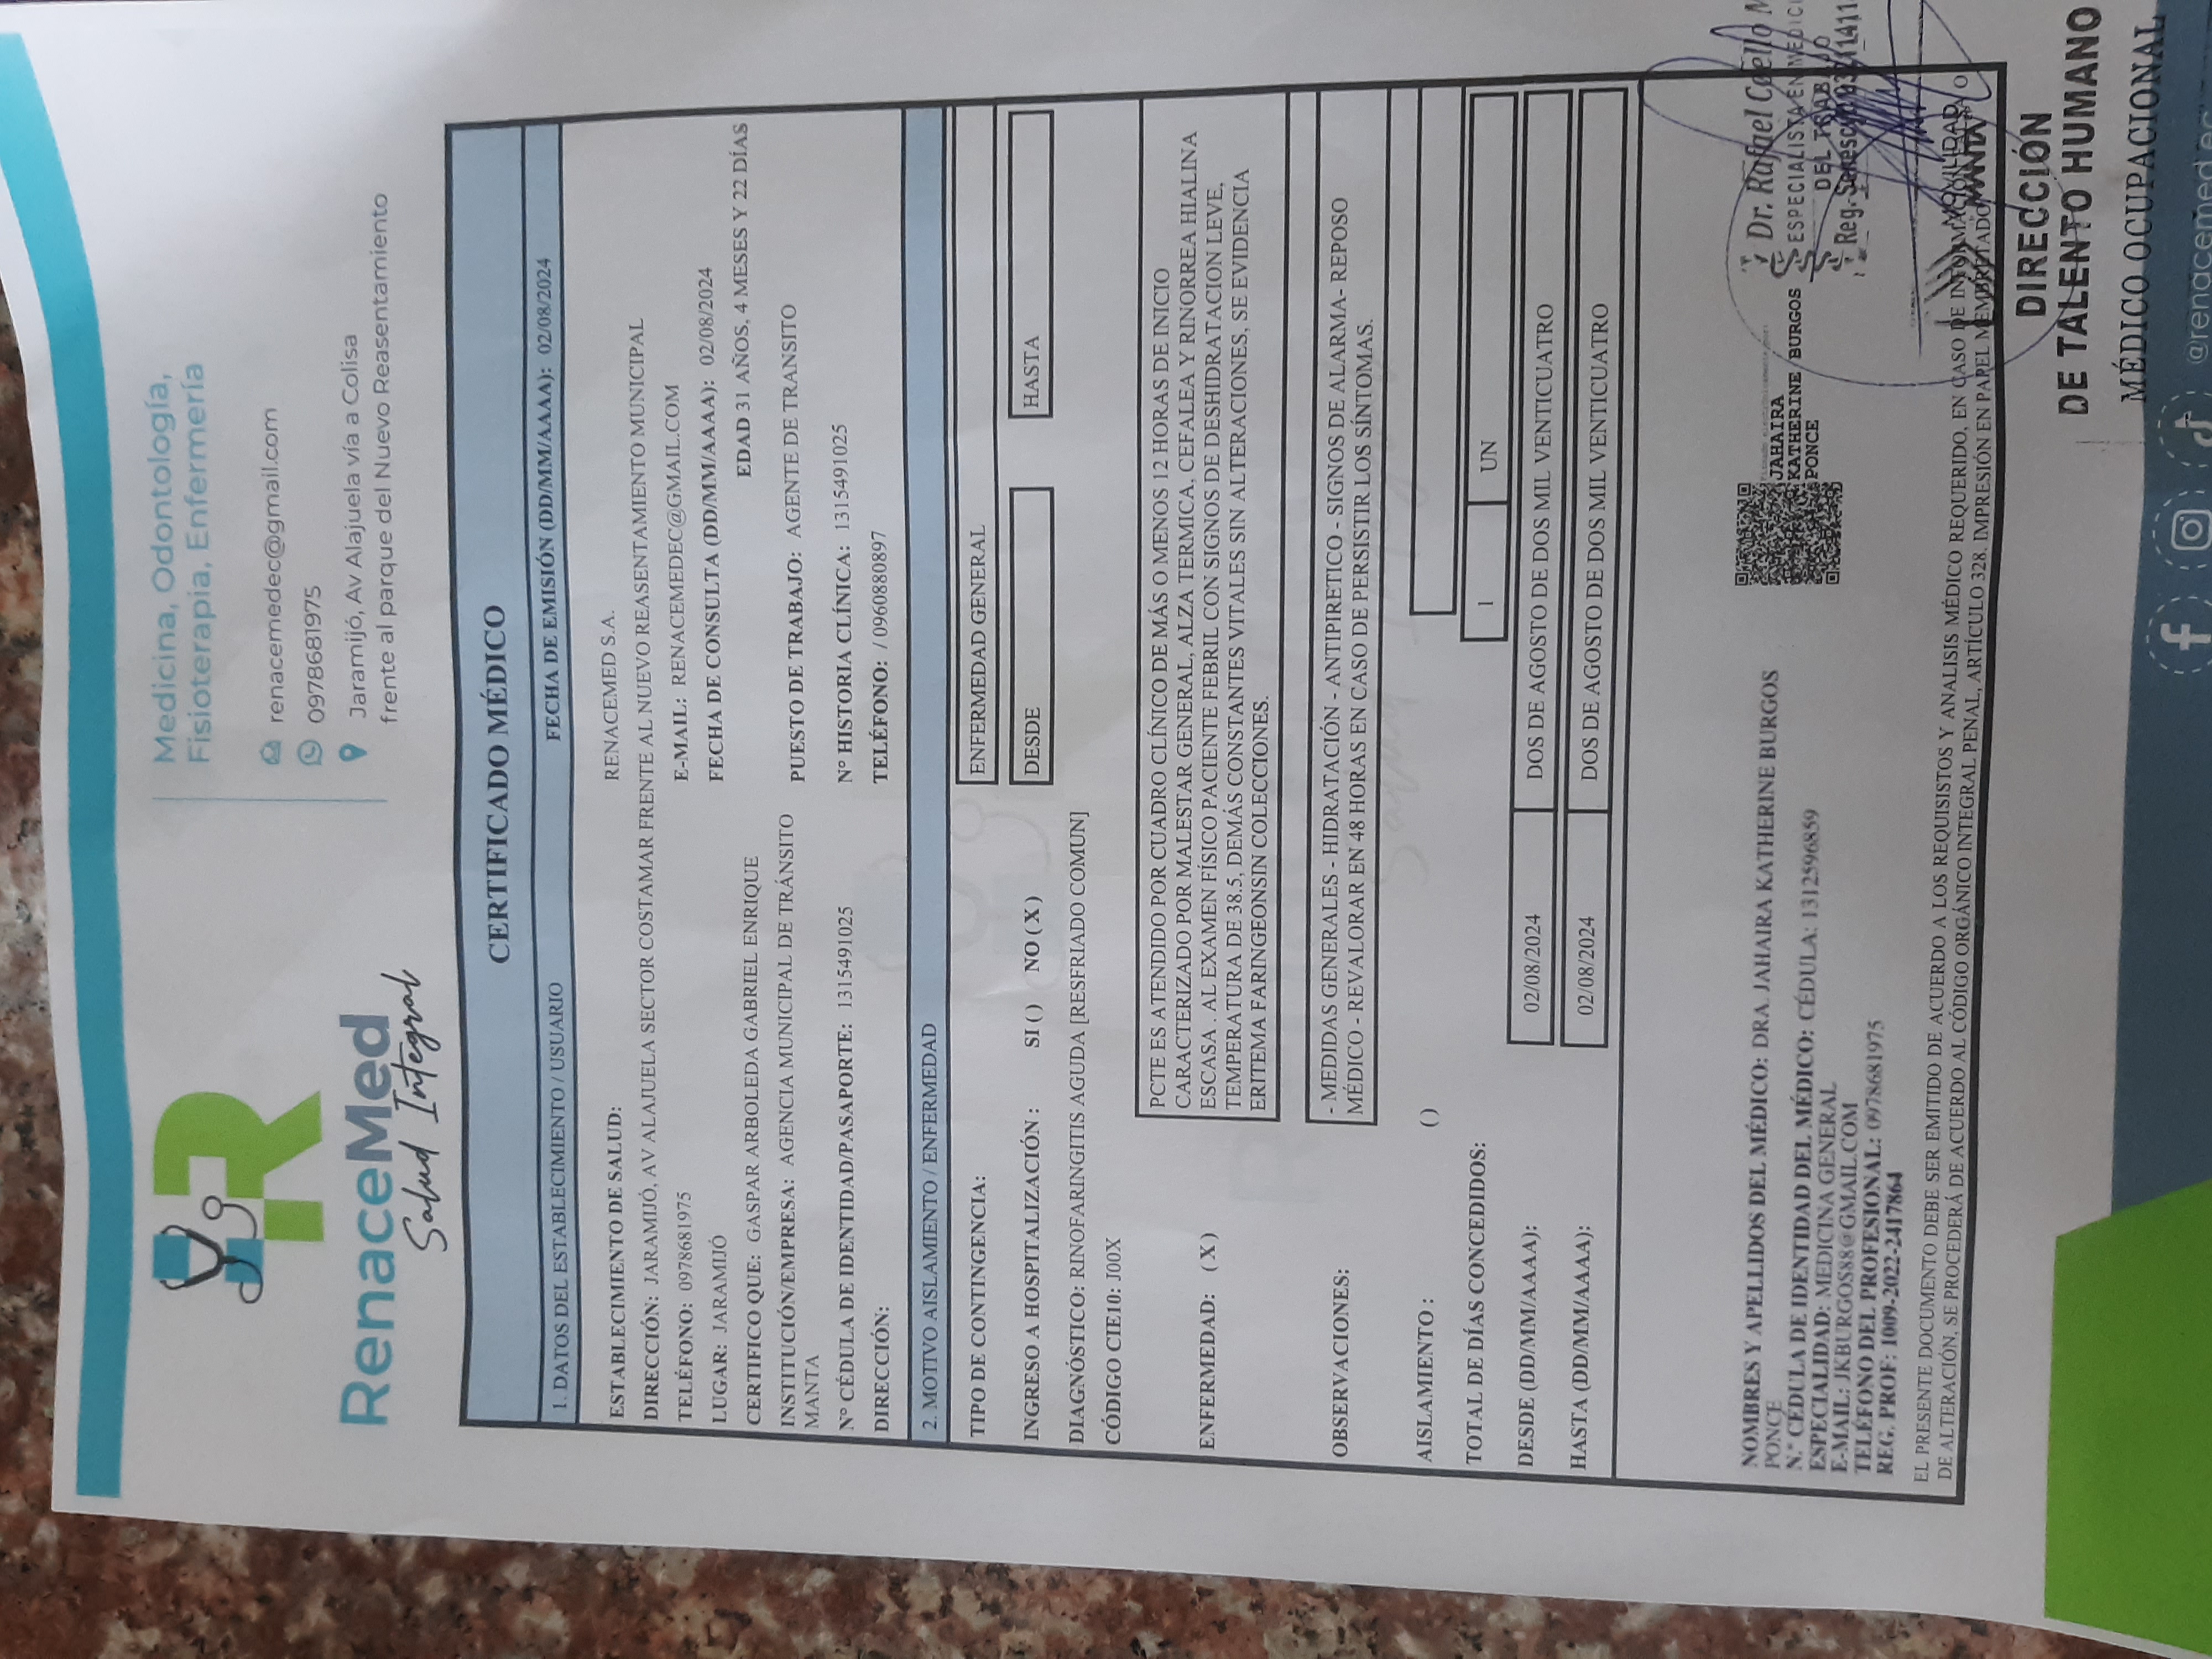 Medicina, Odontología,
Fisioterapia, Enfermería
renacemedec@gmail.com
0978681975
Jaramijó, Av Alajuela vía a Colisa
frente al parque del Nuevo Reasentamiento
R
RenaceMed
Salud Integral
CERTIFICADO MÉDICO
1. DATOS DEL ESTABLECIMIENTO / USUARIO FECHA DE EMISIÓN (DD/MM/AAAA): 02/08/2024
ESTABLECIMIENTO DE SALUD: RENACEMED S.A.
DIRECCIÓN: JARAMIJÓ, AV ALAJUELA SECTOR COSTAMAR FRENTE AL NUEVO REASENTAMIENTO MUNICIPAL
TELÉFONO: 0978681975 E-MAIL: RENACEMEDEC@GMAIL.COM
LUGAR: JARAMIJÓ FECHA DE CONSULTA (DD/MM/AAAA): 02/08/2024
CERTIFICO QUE: GASPAR ARBOLEDA GABRIEL ENRIQUE EDAD 31 AÑOS, 4 MESES Y 22 DÍAS
INSTITUCIÓN/EMPRESA: AGENCIA MUNICIPAL DE TRÁNSITO
MANTA
PUESTO DE TRABAJO: AGENTE DE TRANSITO
N° CÉDULA DE IDENTIDAD/PASAPORTE: 1315491025 N° HISTORIA CLÍNICA: 1315491025
DIRECCIÓN: TELÉFONO: / 0960880897
2. MOTIVO AISLAMIENTO / ENFERMEDAD
TIPO DE CONTINGENCIA: ENFERMEDAD GENERAL
INGRESO A HOSPITALIZACIÓN : SI ( ) NO ( X ) DESDE HASTA
DIAGNÓSTICO: RINOFARINGITIS AGUDA [RESFRIADO COMUN]
CÓDIGO CIE10: J00X
ENFERMEDAD: ( X )
PCTE ES ATENDIDO POR CUADRO CLÍNICO DE MÁS O MENOS 12 HORAS DE INICIO
CARACTERIZADO POR MALESTAR GENERAL, ALZA TERMICA, CEFALEA Y RINORREA HIALINA
ESCASA . AL EXAMEN FÍSICO PACIENTE FEBRIL CON SIGNOS DE DESHIDRATACION LEVE,
TEMPERATURA DE 38.5, DEMÁS CONSTANTES VITALES SIN ALTERACIONES, SE EVIDENCIA
ERITEMA FARINGEONSIN COLECCIONES.
OBSERVACIONES:
- MEDIDAS GENERALES - HIDRATACIÓN - ANTIPIRETICO - SIGNOS DE ALARMA- REPOSO
MÉDICO - REVALORAR EN 48 HORAS EN CASO DE PERSISTIR LOS SÍNTOMAS.
AISLAMIENTO : ( )
TOTAL DE DÍAS CONCEDIDOS: 1 UN
DESDE (DD/MM/AAAA): 02/08/2024 DOS DE AGOSTO DE DOS MIL VENTICUATRO
HASTA (DD/MM/AAAA): 02/08/2024 DOS DE AGOSTO DE DOS MIL VENTICUATRO
NOMBRES Y APELLIDOS DEL MÉDICO: DRA. JAHAIRA KATHERINE BURGOS
PONCE
N.° CÉDULA DE IDENTIDAD DEL MÉDICO: CÉDULA: 1312596859
ESPECIALIDAD: MEDICINA GENERAL
E-MAIL: JKBURGOS88@GMAIL.COM
TELÉFONO DEL PROFESIONAL: 0978681975
REG. PROF: 1009-2022-2417864
Firmado electrónicamente por:
JAHAIRA
KATHERINE BURGOS
PONCE
Dr. Rafael Coello M
ESPECIALISTA EN MEDICI
DEL TRABAJO
Reg.
EL PRESENTE DOCUMENTO DEBE SER EMITIDO DE ACUERDO A LOS REQUISISTOS Y ANALISIS MÉDICO REQUERIDO, EN CASO DE INFORMACIÓN FALSA O
DE ALTERACIÓN, SE PROCEDERÁ DE ACUERDO AL CÓDIGO ORGÁNICO INTEGRAL PENAL, ARTÍCULO 328. IMPRESIÓN EN PAPEL MEMBRETADO
MOVILIDAD
MANTA
DIRECCIÓN
DE TALENTO HUMANO
MÉDICO OCUPACIONAL
@renacemed.ec